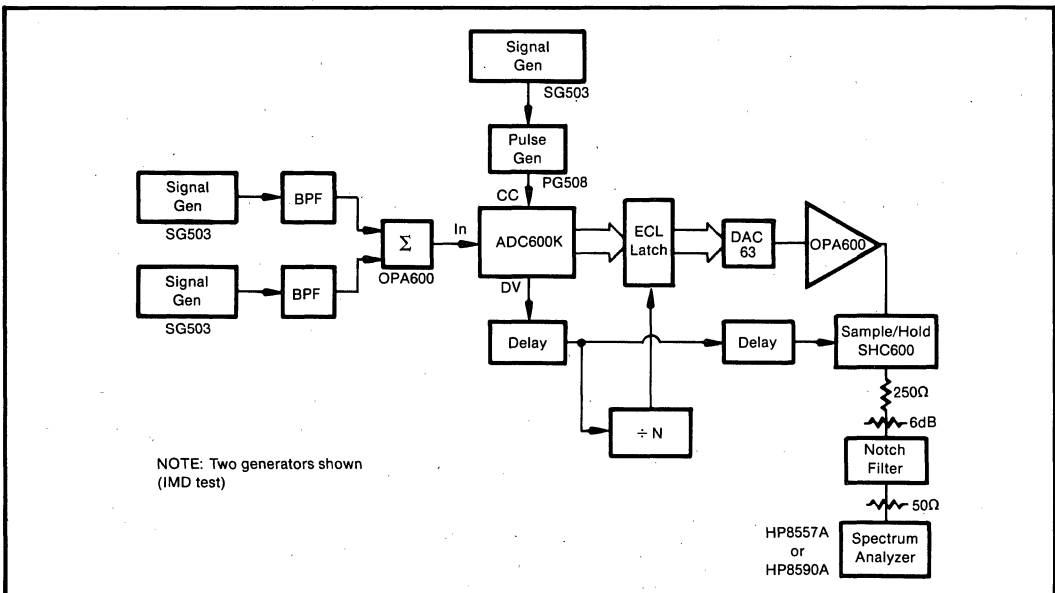 Signal
Gen
SG503
Pulse
Gen
PG508
CC
Signal
Gen
SG503
BPF
Signal
Gen
SG503
BPF
Σ
OPA600
In
ADC600K
DV
ECL
Latch
DAC
63
OPA600
Delay
Delay
Sample/Hold
SHC600
÷ N
250Ω
6dB
Notch
Filter
50Ω
HP8557A
or
HP8590A
Spectrum
Analyzer
NOTE: Two generators shown
(IMD test)